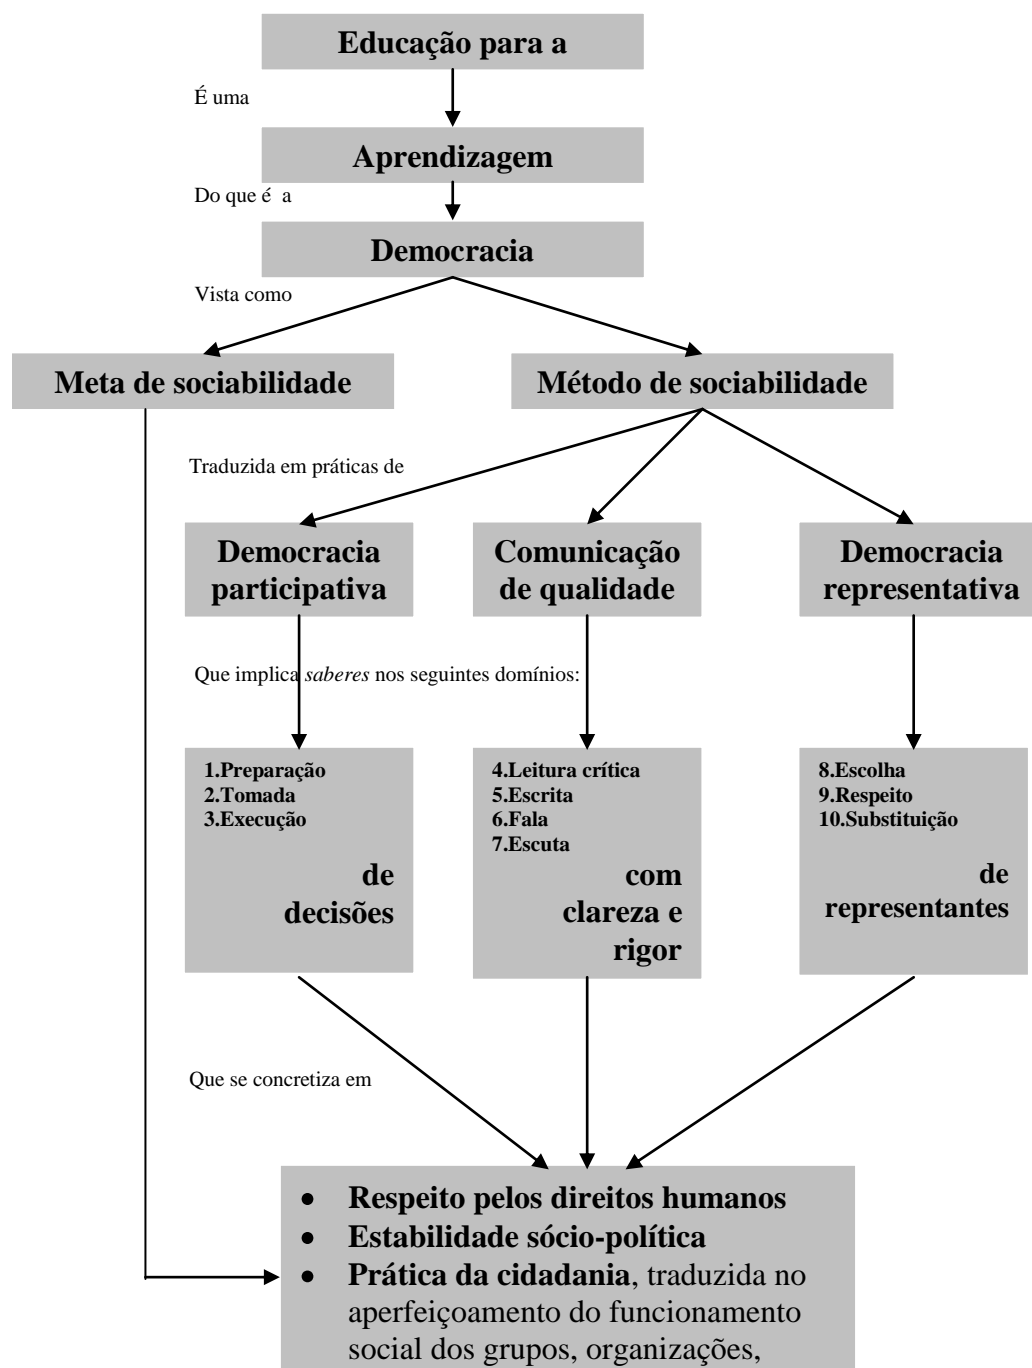 Educação para a
É uma
Aprendizagem
Do que é a
Democracia
Vista como
Meta de sociabilidade
Método de sociabilidade
Traduzida em práticas de
Democracia
participativa
Comunicação
de qualidade
Democracia
representativa
Que implica saberes nos seguintes domínios:
1.Preparação
2.Tomada
3.Execução
de
decisões
4.Leitura crítica
5.Escrita
6.Fala
7.Escuta
com
clareza e
rigor
8.Escolha
9.Respeito
10.Substituição
de
representantes
Que se concretiza em
• Respeito pelos direitos humanos
• Estabilidade sócio-política
• Prática da cidadania, traduzida no
aperfeiçoamento do funcionamento
social dos grupos, organizações,